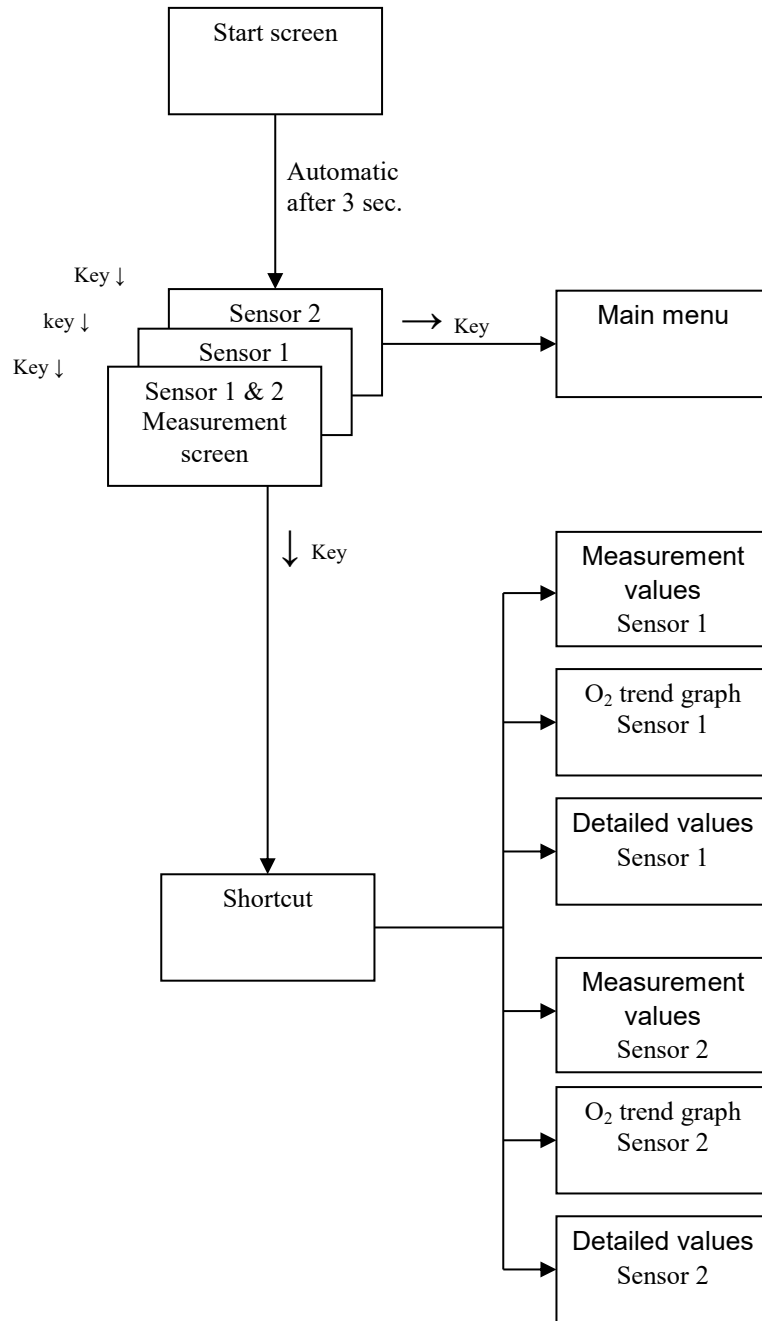 Start screen
Automatic
after 3 sec.
Key ↓
key ↓
Key ↓
Sensor 2
Sensor 1
Sensor 1 & 2
Measurement
screen
→ Key
Main menu
↓ Key
Shortcut
Measurement
values
Sensor 1
O₂ trend graph
Sensor 1
Detailed values
Sensor 1
Measurement
values
Sensor 2
O₂ trend graph
Sensor 2
Detailed values
Sensor 2